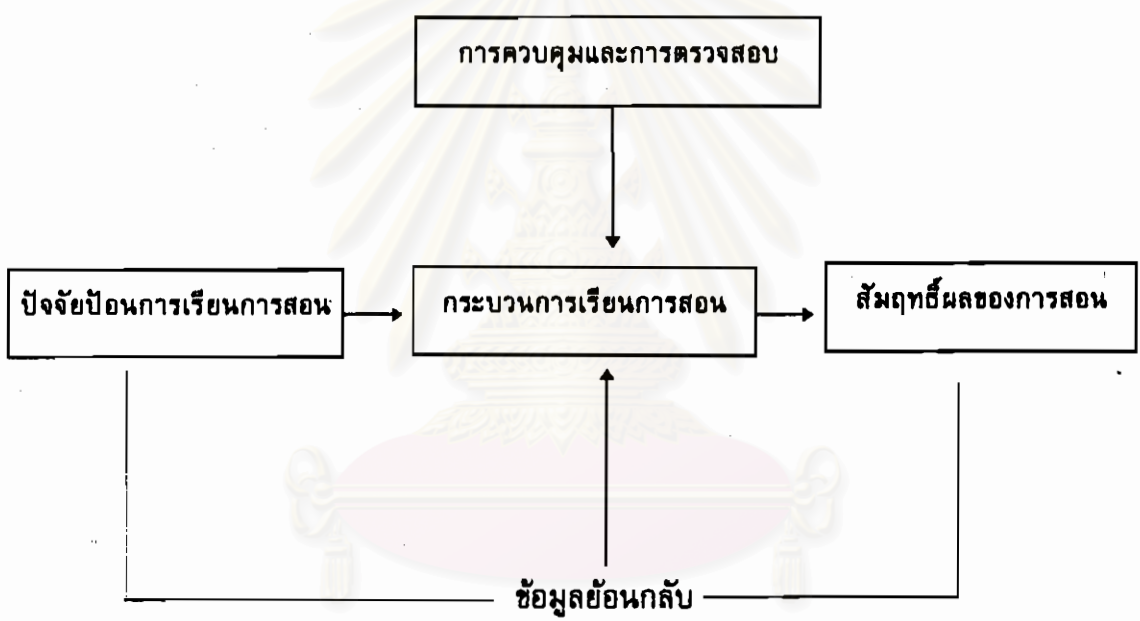 การควบคุมและการตรวจสอบ
ปัจจัยป้อนการเรียนการสอน
กระบวนการเรียนการสอน
สัมฤทธิ์ผลของการสอน
ข้อมูลย้อนกลับ